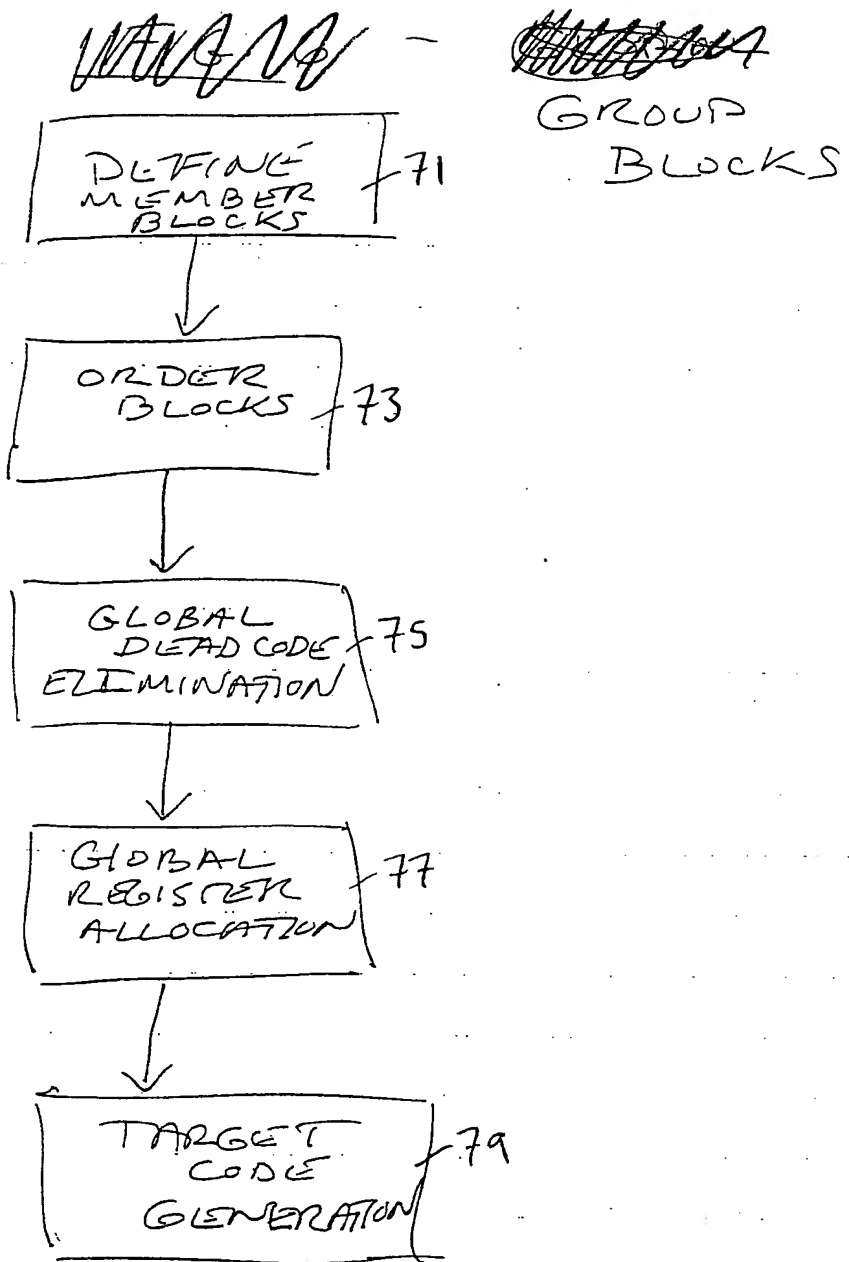 GROUP
BLOCKS
DEFINE
MEMBER
BLOCKS
71
ORDER
BLOCKS
73
GLOBAL
DEAD CODE
ELIMINATION
75
GLOBAL
REGISTER
ALLOCATION
77
TARGET
CODE
GENERATION
79